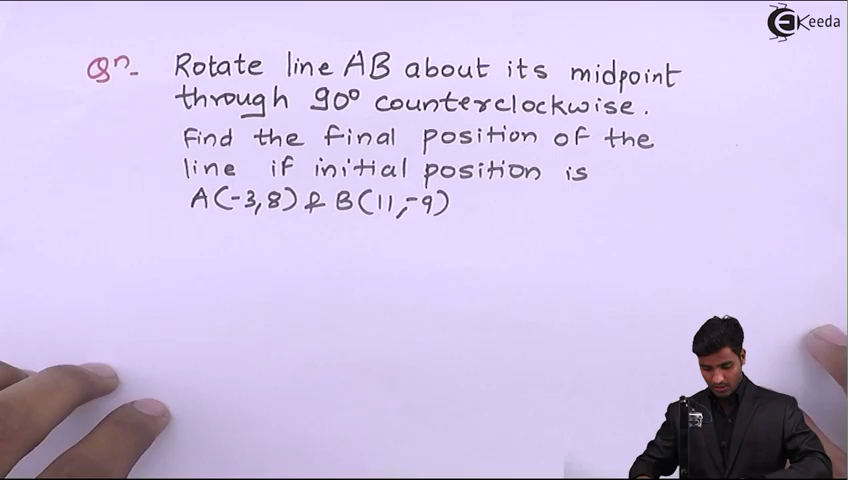 Ekeeda
Qn- Rotate line AB about its midpoint
through 90° counterclockwise.
Find the final position of the
line if initial position is
A(-3,8) & B(11,-9)